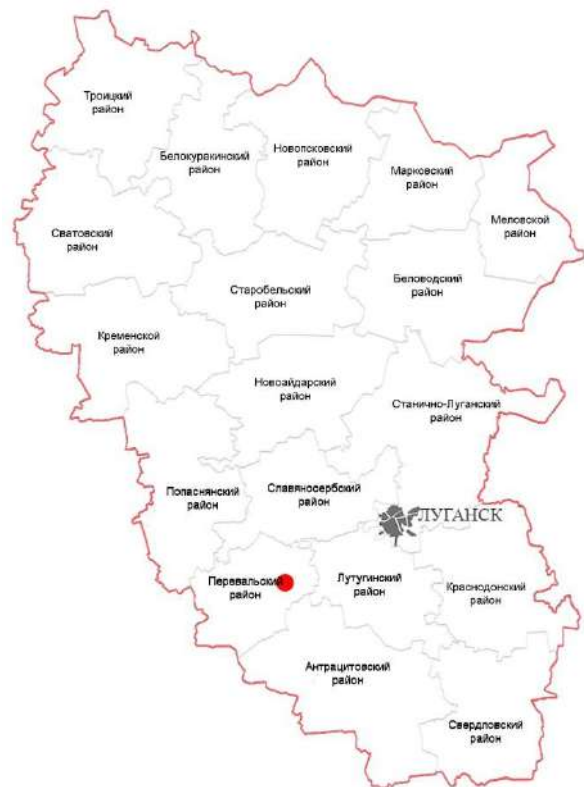 Троицкий
район
Белокуракинский
район
Новопсковский
район
Марковский
район
Меловской
район
Сватовский
район
Старобельский
район
Беловодский
район
Кременской
район
Новоайдарский
район
Станично-Луганский
район
Попаснянский
район
Славяносербский
район
ЛУГАНСК
Перевальский
район
Лутугинский
район
Краснодонский
район
Антрацитовский
район
Свердловский
район